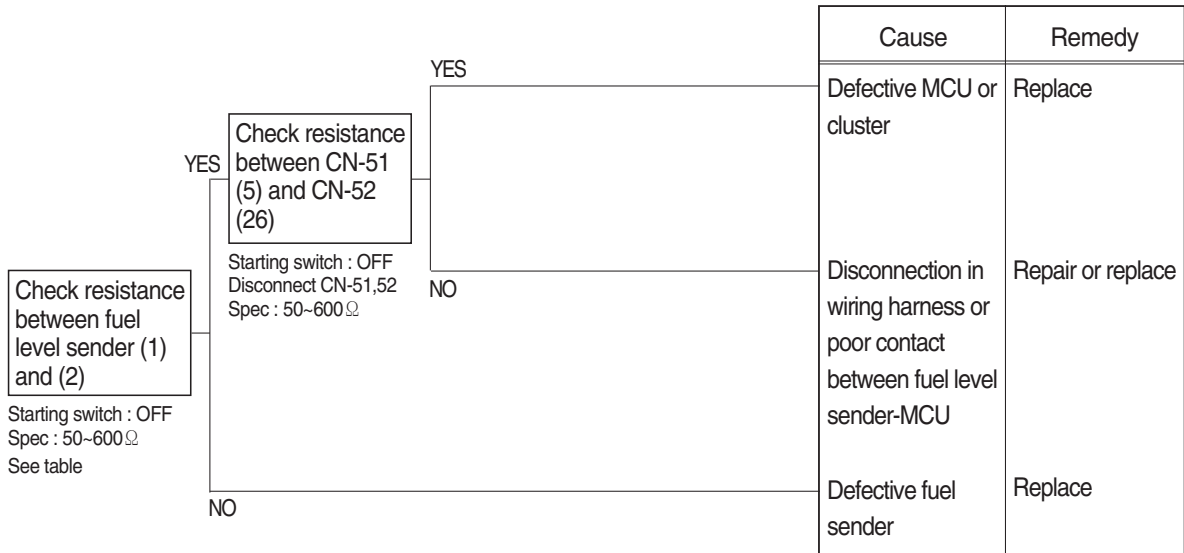 Cause
Remedy
YES
Defective MCU or
cluster
Replace
Check resistance
between CN-51
(5) and CN-52
(26)
YES
Starting switch : OFF
Disconnect CN-51,52
Spec : 50~600Ω
NO
Disconnection in
wiring harness or
poor contact
between fuel level
sender-MCU
Repair or replace
Check resistance
between fuel
level sender (1)
and (2)
Starting switch : OFF
Spec : 50~600Ω
See table
NO
Defective fuel
sender
Replace